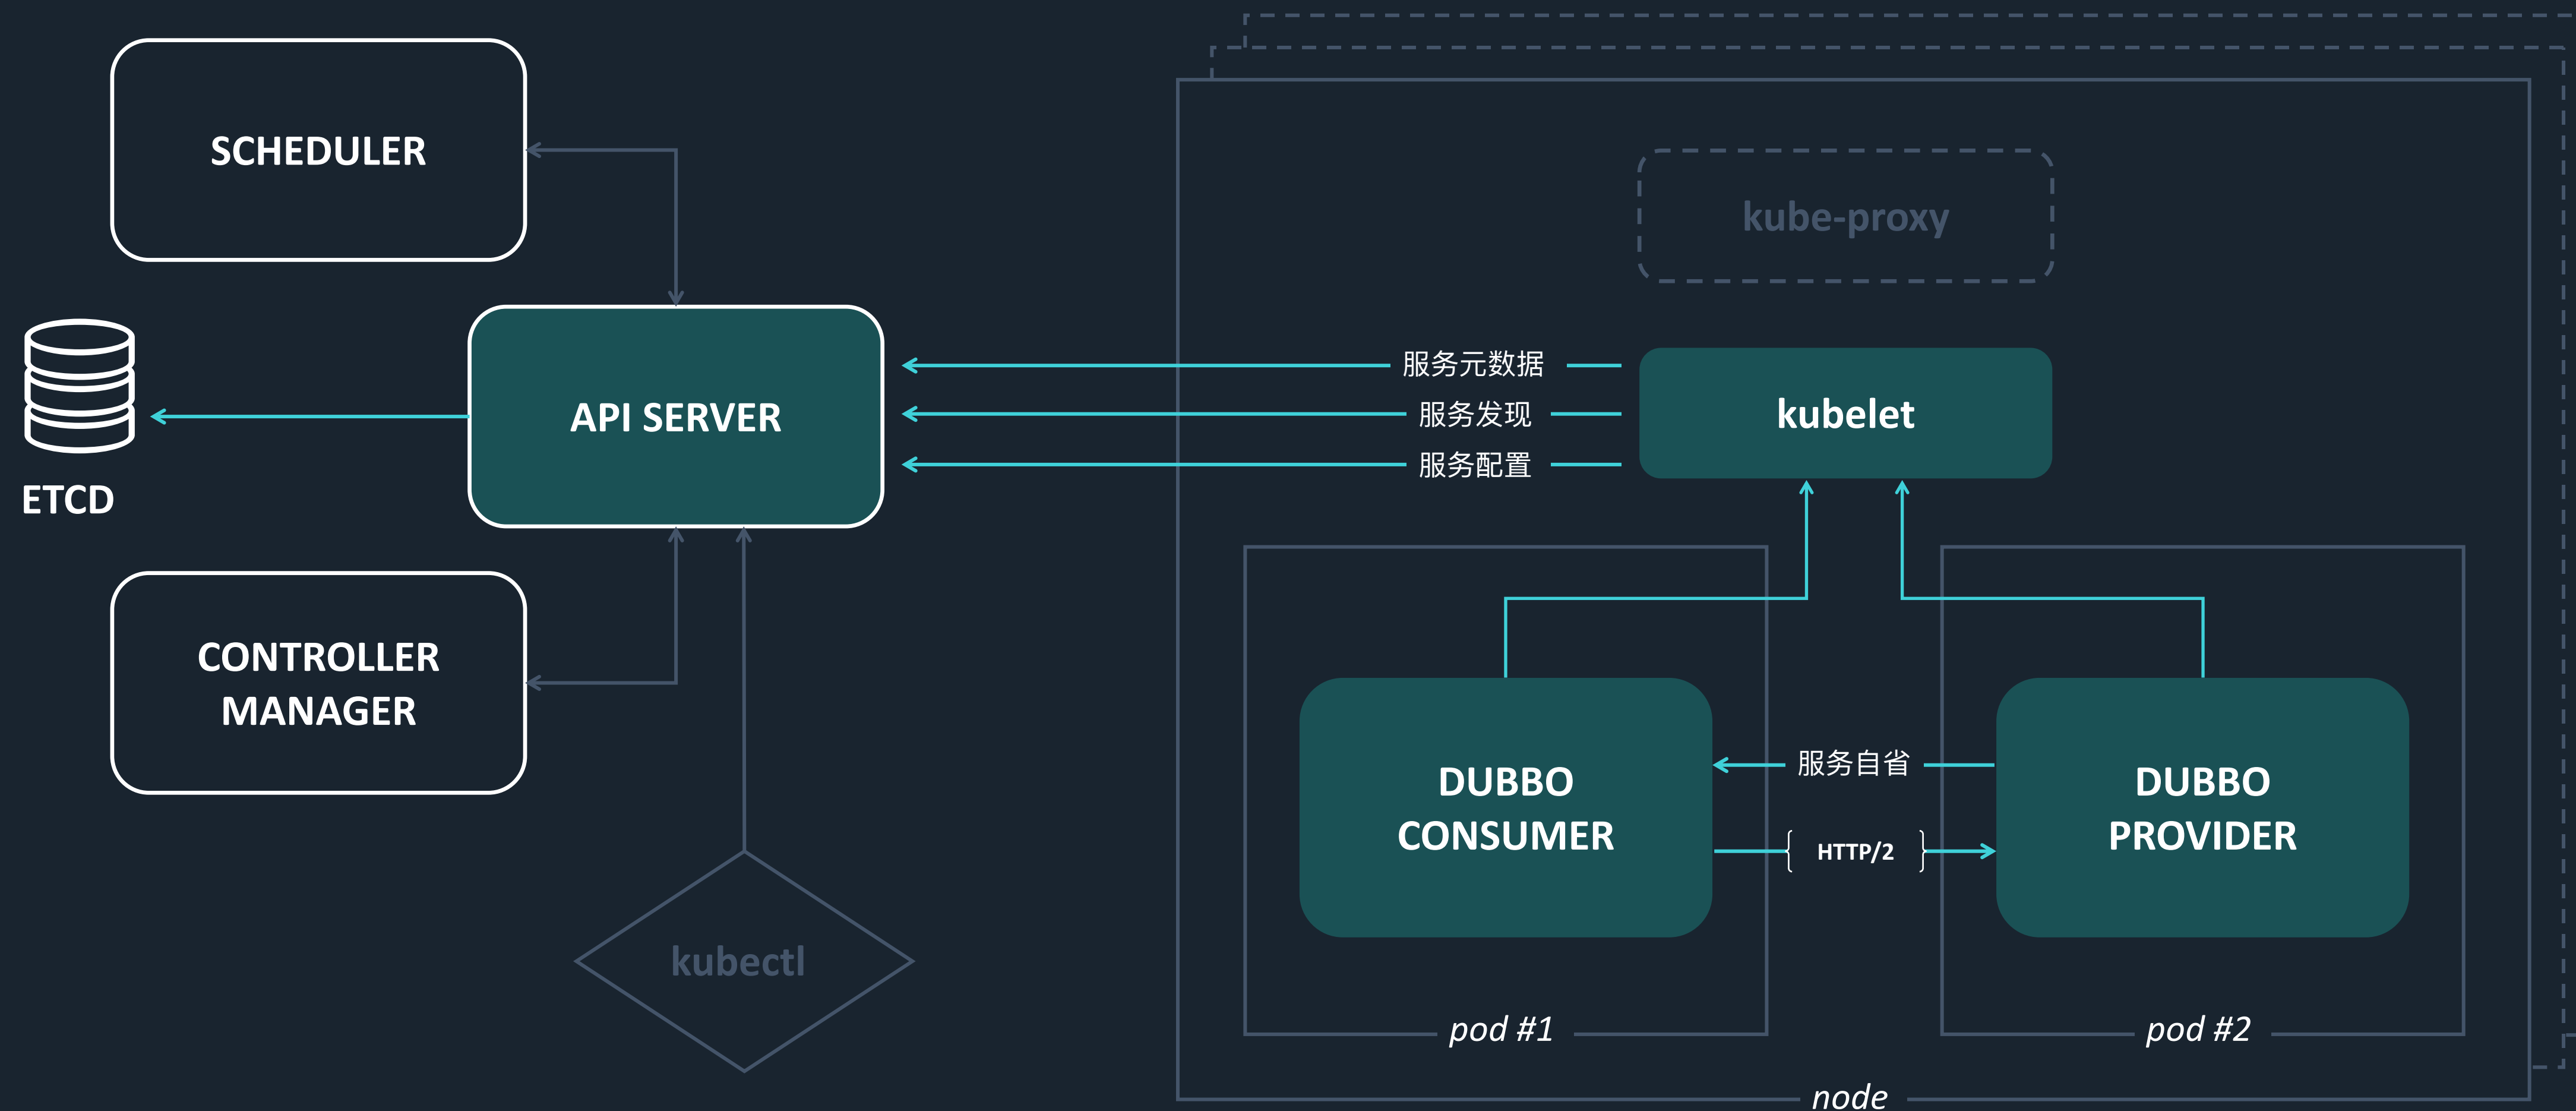 SCHEDULER
kube-proxy
ETCD
API SERVER
服务元数据
服务发现
服务配置
kubelet
CONTROLLER
MANAGER
kubectl
DUBBO
CONSUMER
服务自省
HTTP/2
DUBBO
PROVIDER
pod #1
pod #2
node